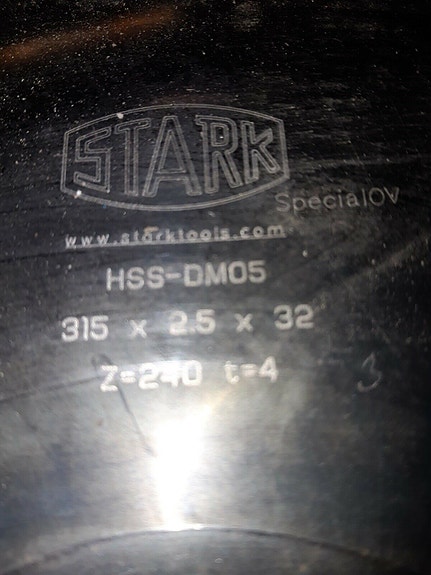 STARK
SpecialOV
www.starktools.com
HSS-DM05
315 x 2.5 x 32
Z=240 t=4
3